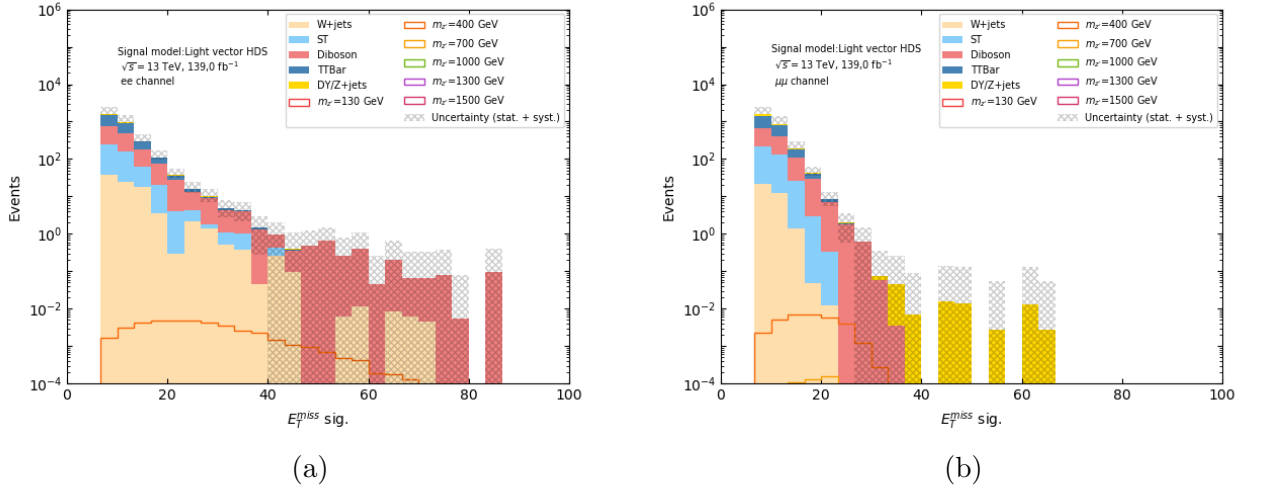 10^6
10^4
10^2
10^0
10^−2
10^−4
Events
Signal model:Light vector HDS
√s = 13 TeV, 139,0 fb^−1
ee channel
W+jets
ST
Diboson
TTBar
DY/Z+jets
m_z'=130 GeV
m_z'=400 GeV
m_z'=700 GeV
m_z'=1000 GeV
m_z'=1300 GeV
m_z'=1500 GeV
Uncertainty (stat. + syst.)
0 20 40 60 80 100
E_T^miss sig.
(a)
10^6
10^4
10^2
10^0
10^−2
10^−4
Events
Signal model:Light vector HDS
√s = 13 TeV, 139,0 fb^−1
μμ channel
W+jets
ST
Diboson
TTBar
DY/Z+jets
m_z'=130 GeV
m_z'=400 GeV
m_z'=700 GeV
m_z'=1000 GeV
m_z'=1300 GeV
m_z'=1500 GeV
Uncertainty (stat. + syst.)
0 20 40 60 80 100
E_T^miss sig.
(b)